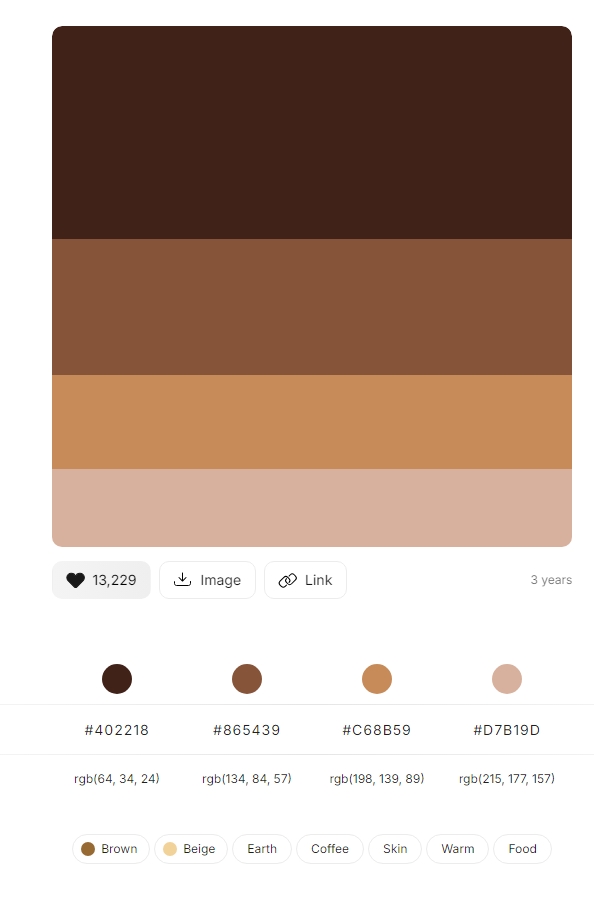 13,229 Image Link 3 years
#402218 #865439 #C68B59 #D7B19D
rgb(64, 34, 24) rgb(134, 84, 57) rgb(198, 139, 89) rgb(215, 177, 157)
Brown Beige Earth Coffee Skin Warm Food